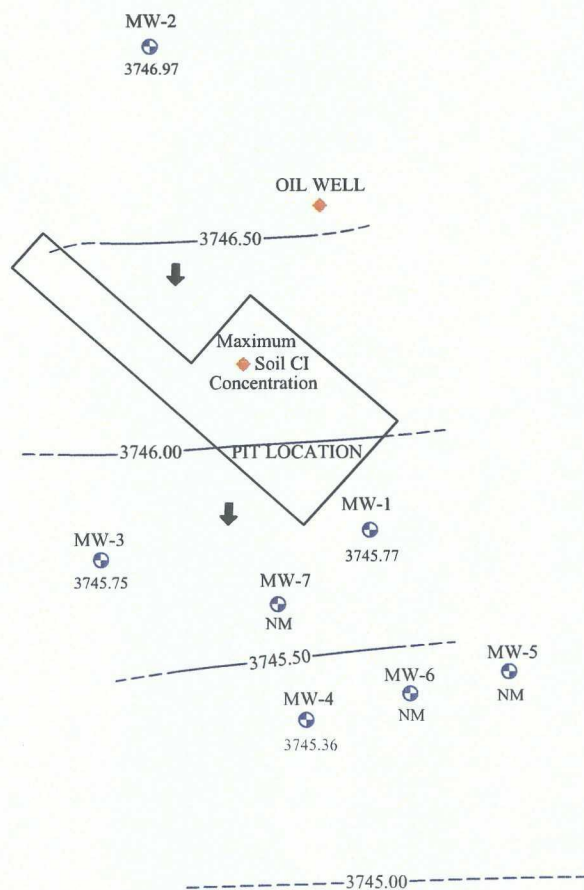 MW-2
3746.97
OIL WELL
3746.50
Maximum
Soil Cl
Concentration
3746.00
PIT LOCATION
MW-1
3745.77
MW-3
3745.75
MW-7
NM
3745.50
MW-5
NM
MW-6
NM
MW-4
3745.36
3745.00